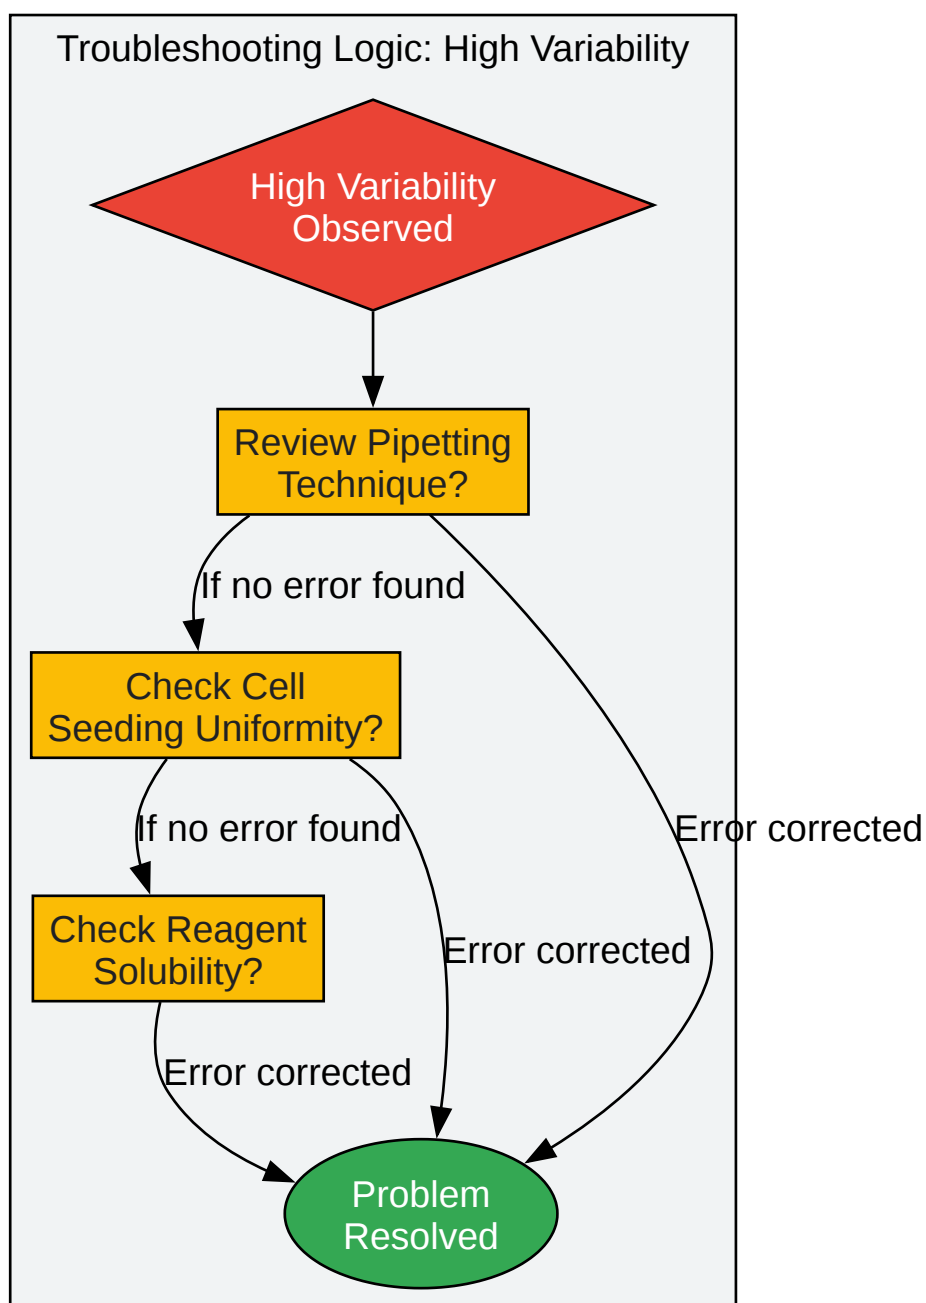 Troubleshooting Logic: High Variability
High Variability
Observed
Review Pipetting
Technique?
If no error found
Check Cell
Seeding Uniformity?
If no error found
Error corrected
Check Reagent
Solubility?
Error corrected
Error corrected
Problem
Resolved